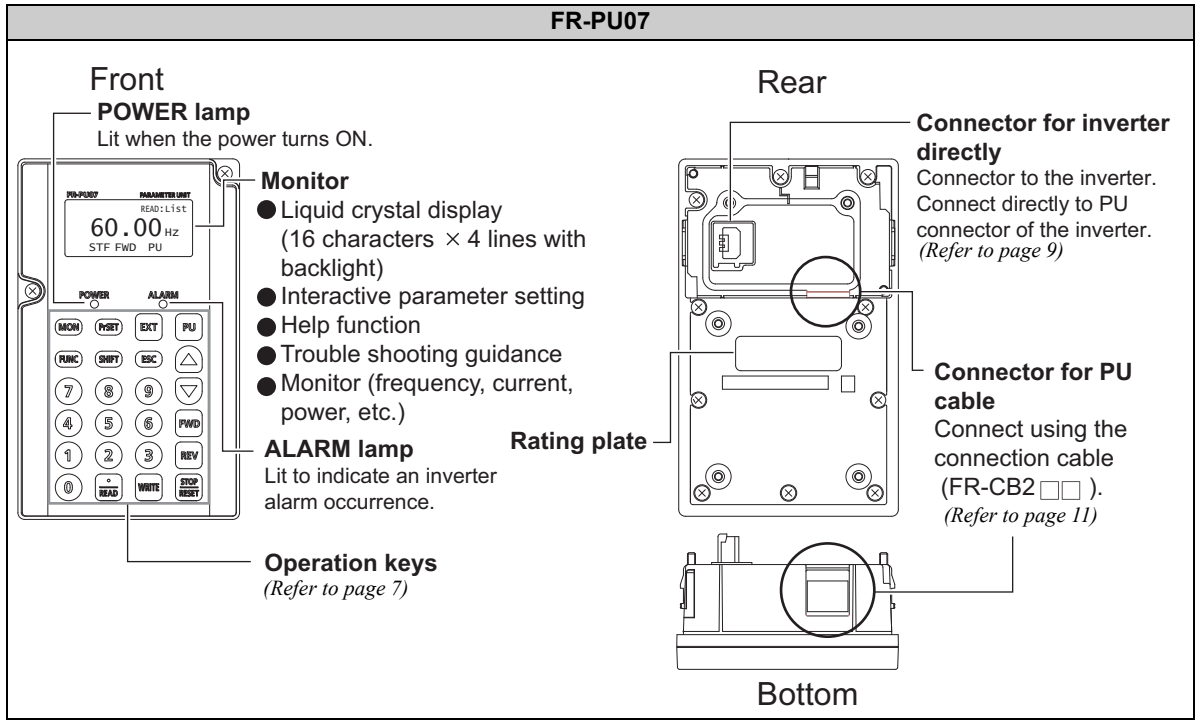 FR-PU07
Front
POWER lamp
Lit when the power turns ON.
FR-PU07 PARAMETER UNIT
READ:List
60.00 Hz
STF FWD PU
POWER ALARM
MON PrSET EXT PU
FUNC SHIFT ESC
7 8 9
4 5 6 FWD
1 2 3 REV
0 READ WRITE STOP
RESET
Monitor
● Liquid crystal display
(16 characters × 4 lines with
backlight)
● Interactive parameter setting
● Help function
● Trouble shooting guidance
● Monitor (frequency, current,
power, etc.)
ALARM lamp
Lit to indicate an inverter
alarm occurrence.
Operation keys
(Refer to page 7)
Rear
Connector for inverter
directly
Connector to the inverter.
Connect directly to PU
connector of the inverter.
(Refer to page 9)
Rating plate
Connector for PU
cable
Connect using the
connection cable
(FR-CB2 □□ ).
(Refer to page 11)
Bottom